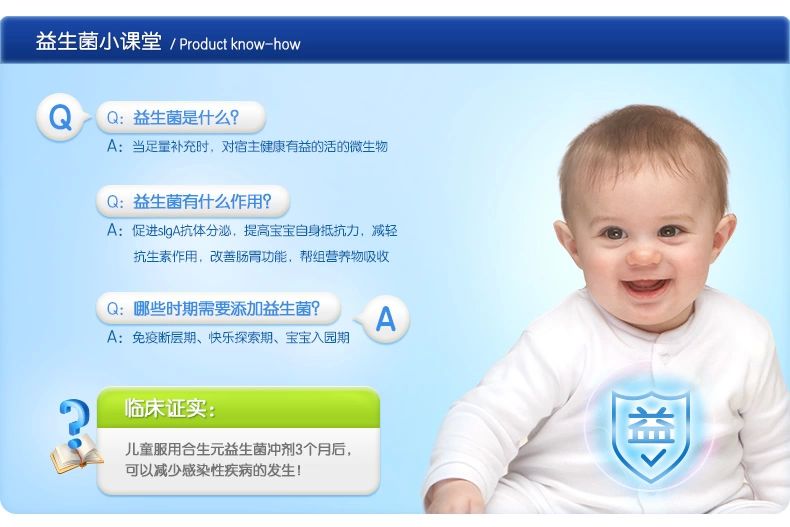 益生菌小课堂 / Product know-how
Q
Q: 益生菌是什么?
A: 当足量补充时，对宿主健康有益的活的微生物
Q: 益生菌有什么作用?
A: 促进sIgA抗体分泌，提高宝宝自身抵抗力，减轻
抗生素作用，改善肠胃功能，帮组营养物吸收
Q: 哪些时期需要添加益生菌?
A
A: 免疫断层期、快乐探索期、宝宝入园期
临床证实:
儿童服用合生元益生菌冲剂3个月后，
可以减少感染性疾病的发生!
益